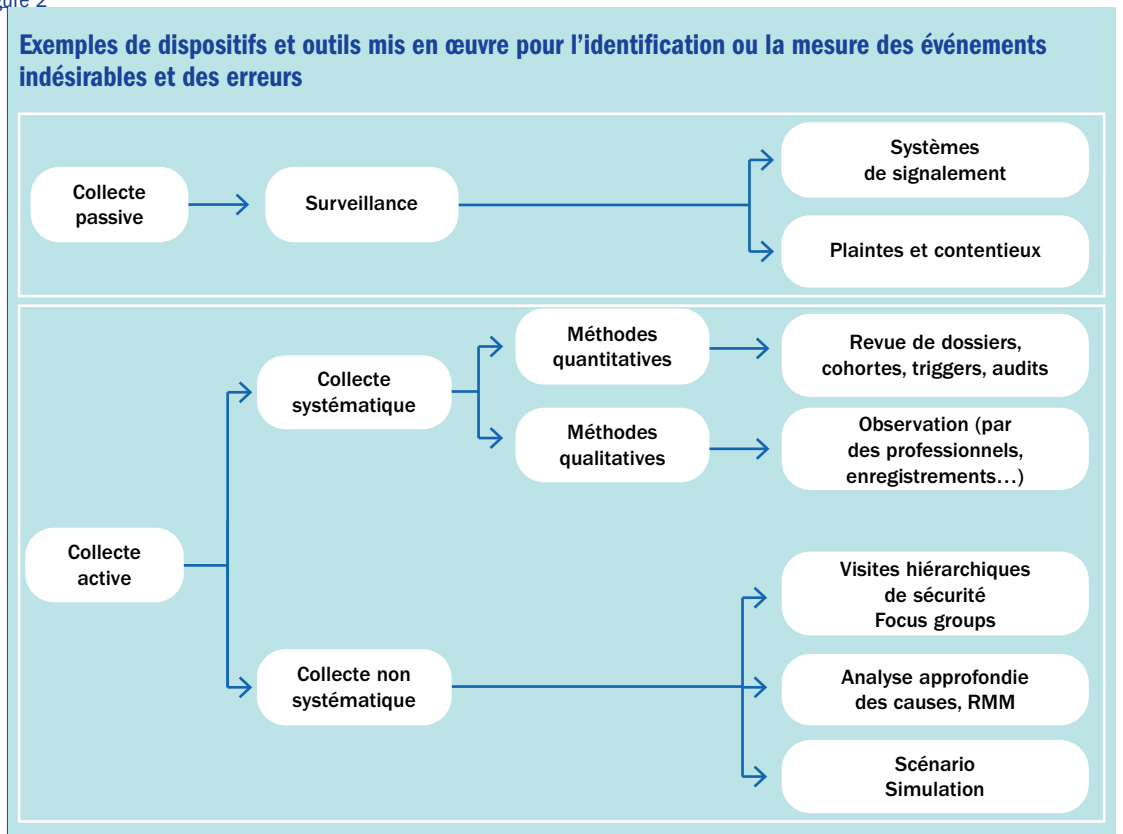 Exemples de dispositifs et outils mis en œuvre pour l’identification ou la mesure des événements
indésirables et des erreurs
Collecte
passive
Surveillance
Systèmes
de signalement
Plaintes et contentieux
Collecte
active
Collecte
systématique
Méthodes
quantitatives
Revue de dossiers,
cohortes, triggers, audits
Méthodes
qualitatives
Observation (par
des professionnels,
enregistrements…)
Collecte non
systématique
Visites hiérarchiques
de sécurité
Focus groups
Analyse approfondie
des causes, RMM
Scénario
Simulation